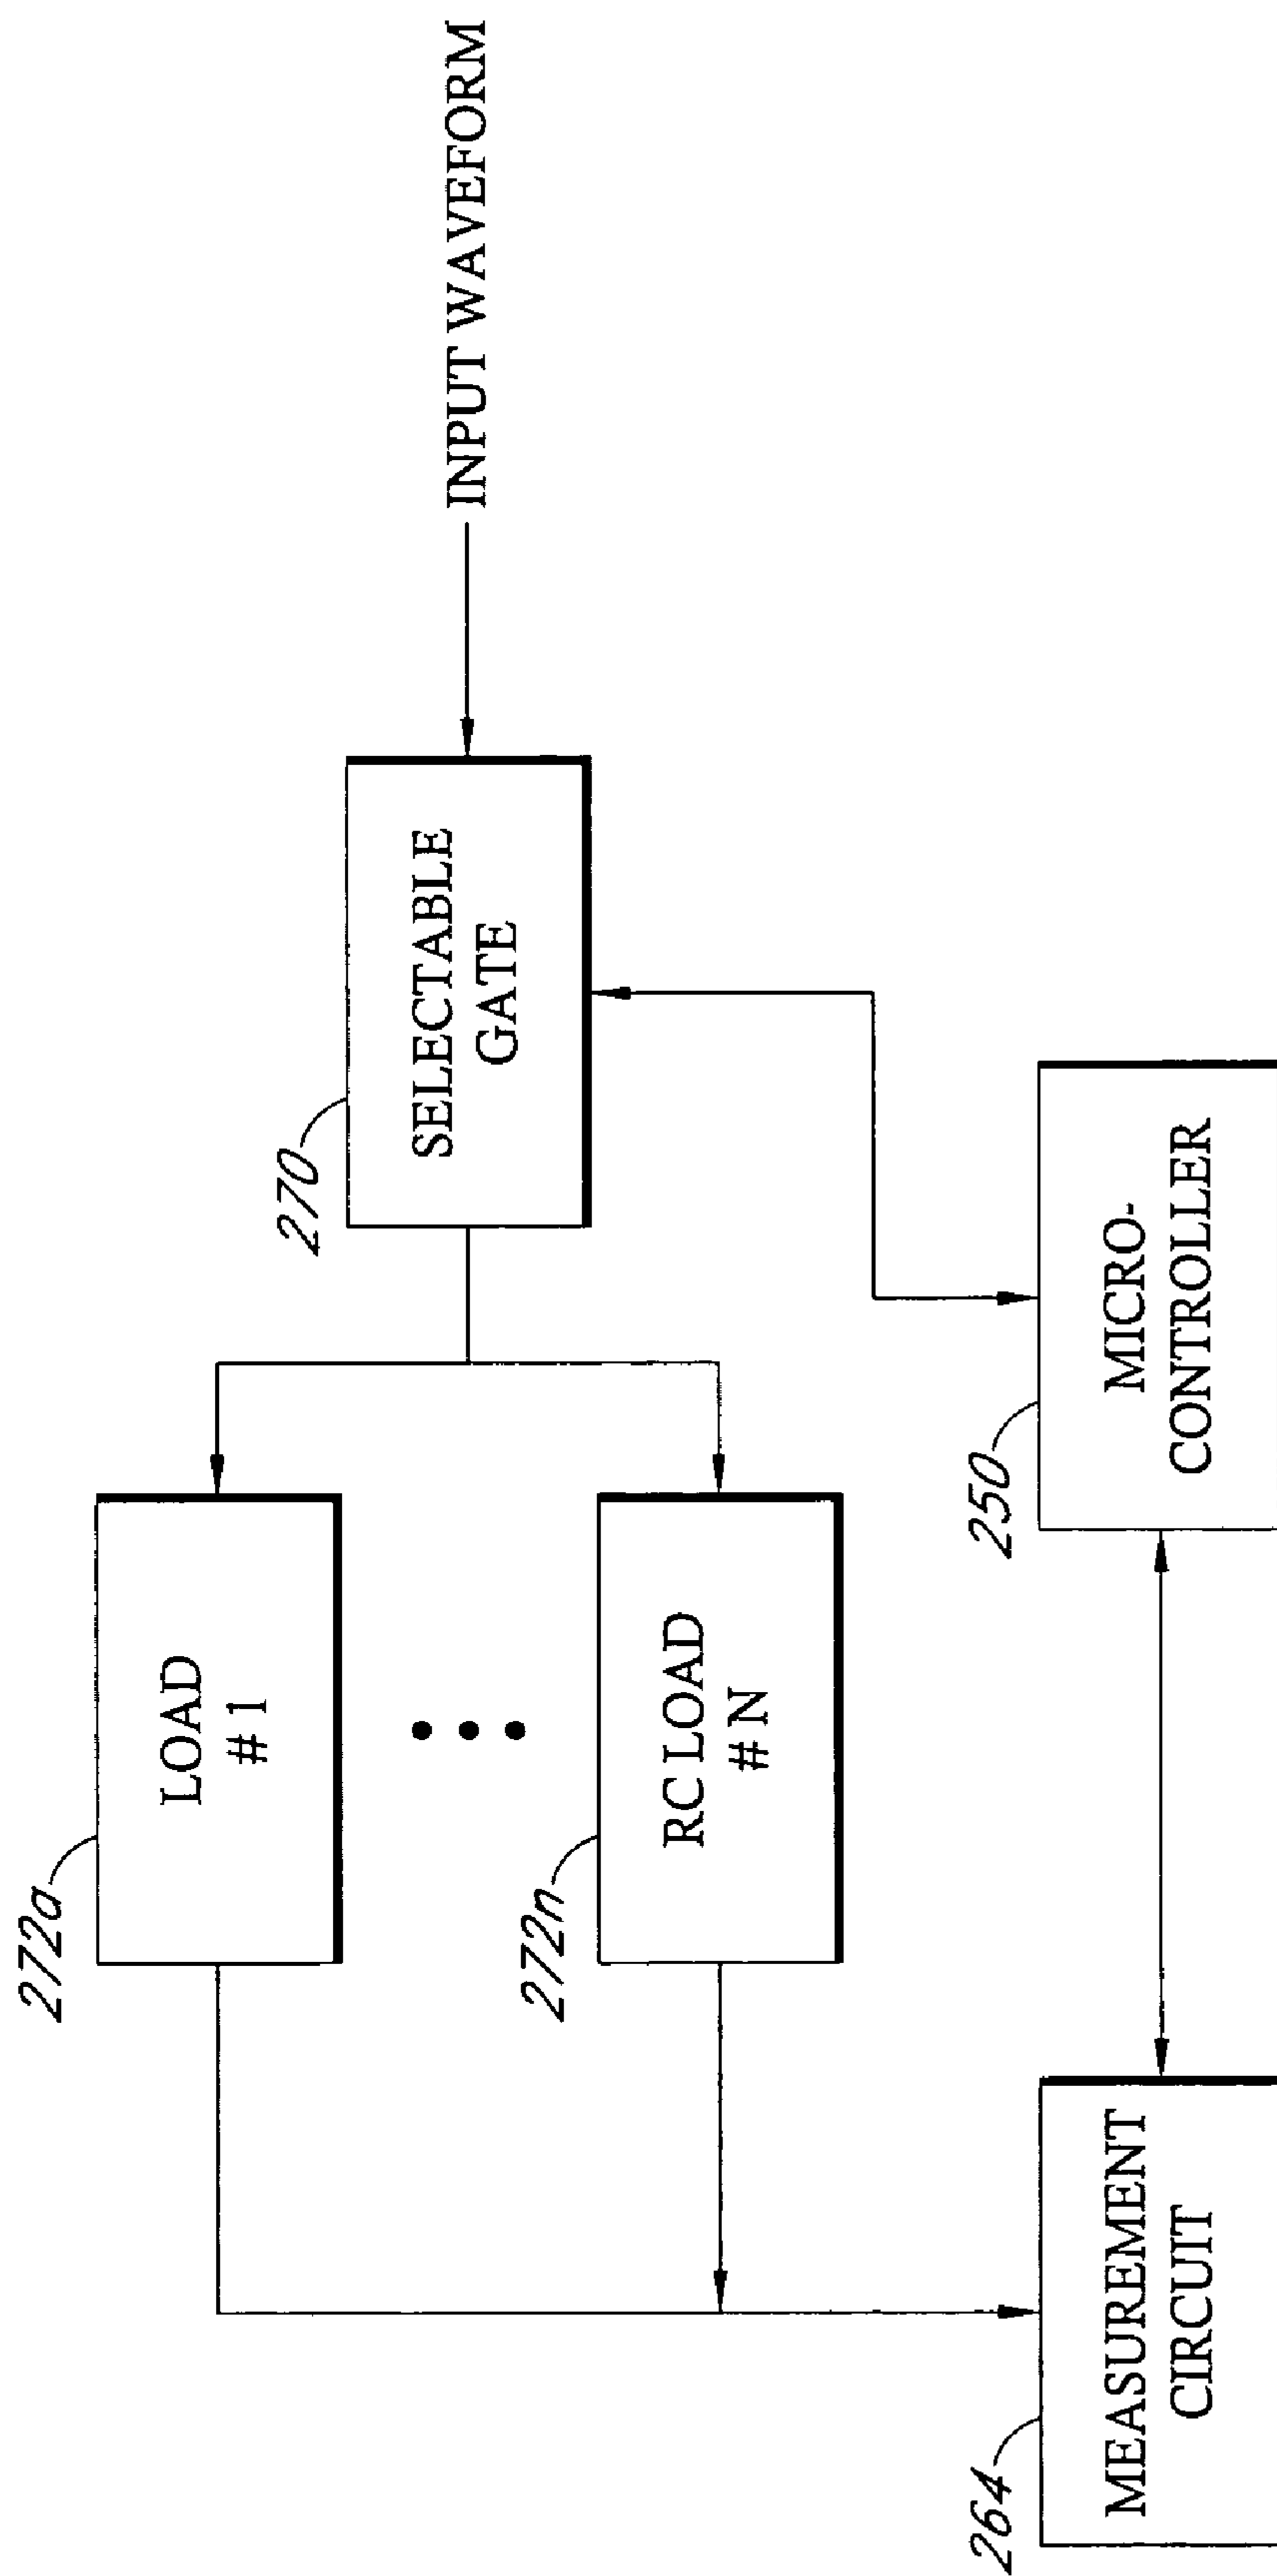 INPUT WAVEFORM
270
SELECTABLE
GATE
272a
LOAD
# 1
272n
RC LOAD
# N
250
MICRO-
CONTROLLER
264
MEASUREMENT
CIRCUIT